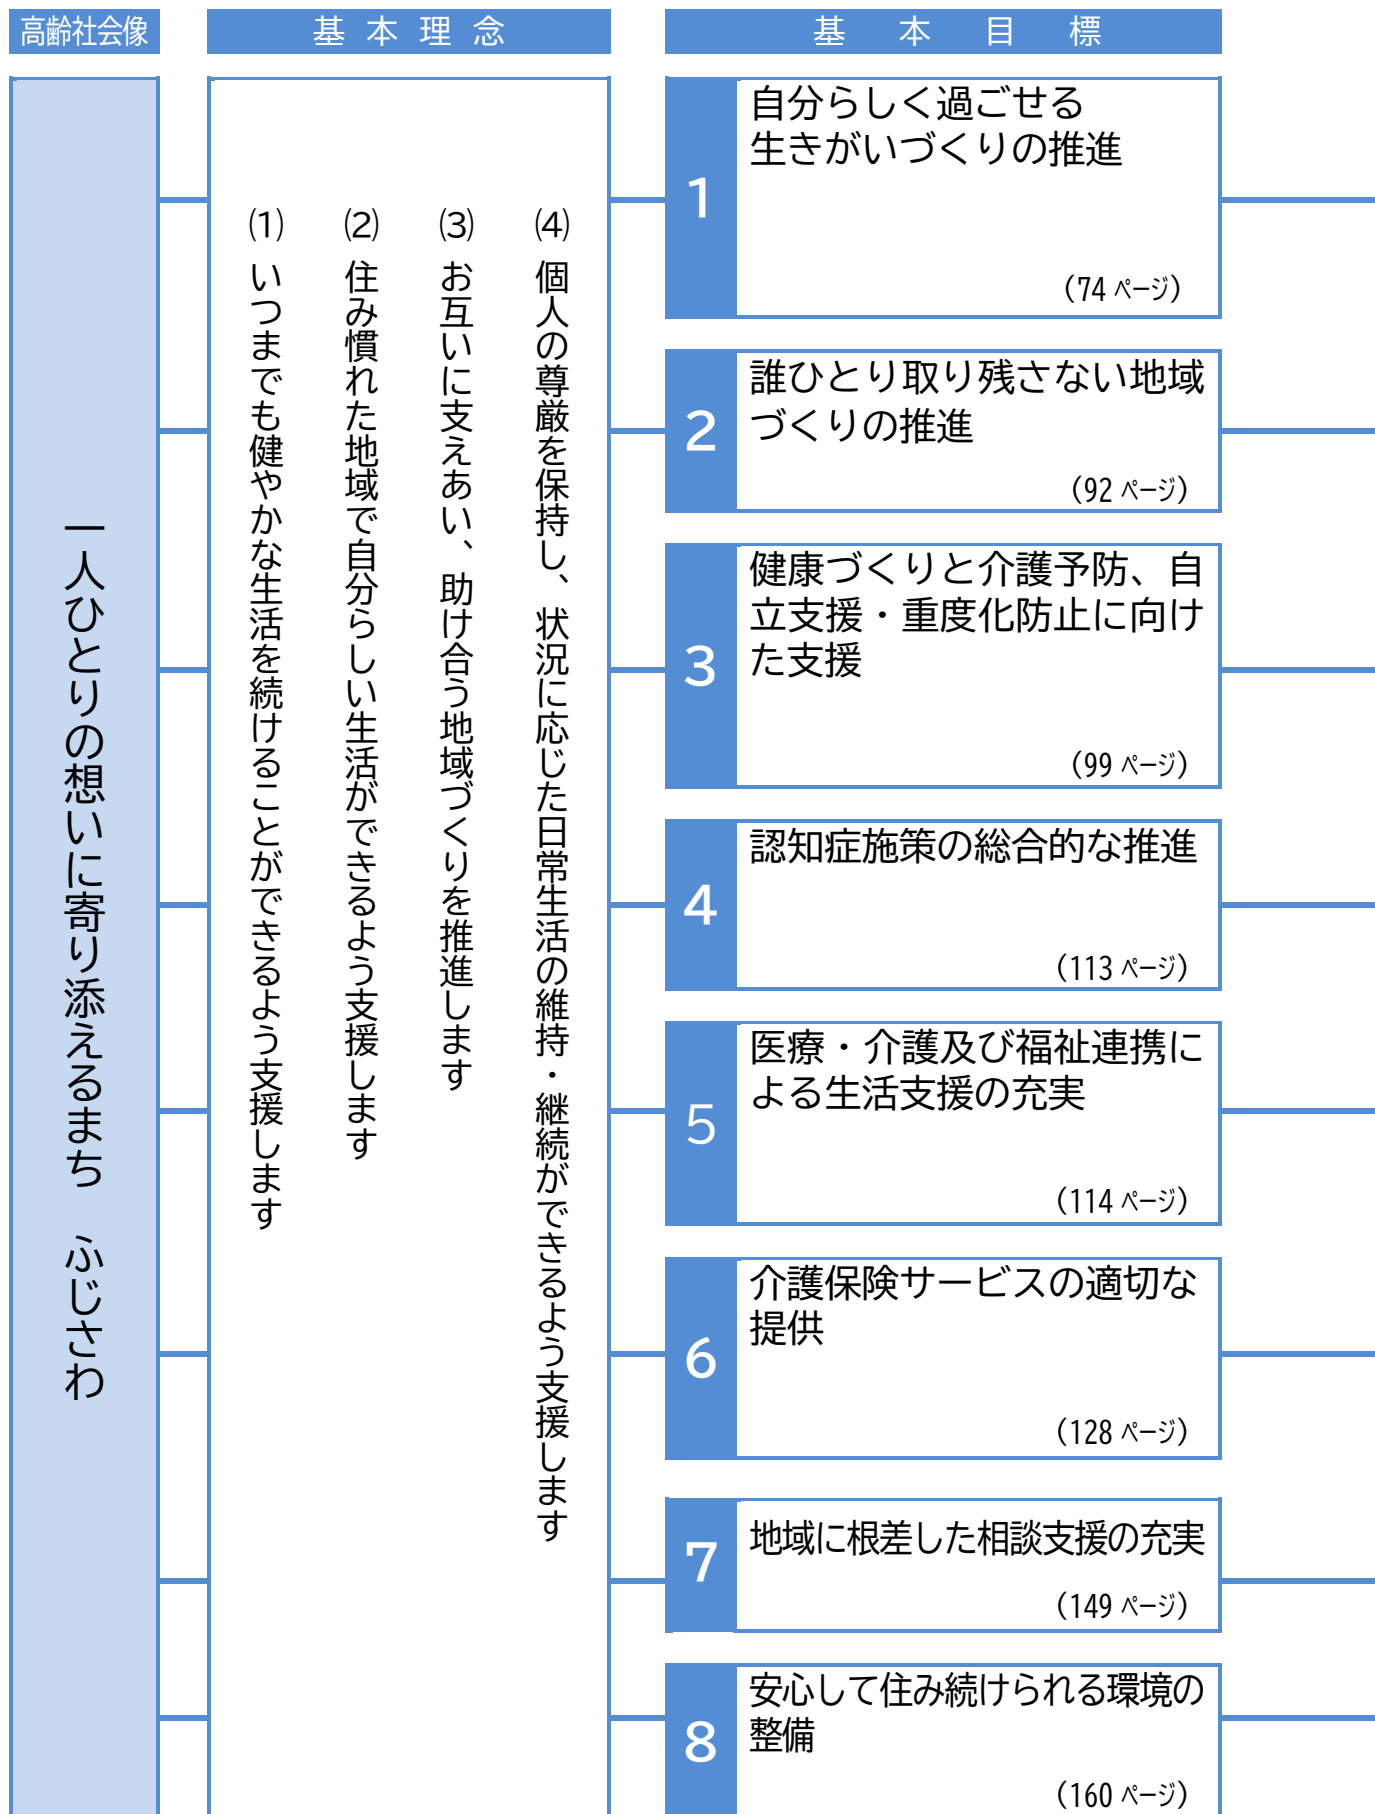 高齢社会像
基本理念
基本目標
一人ひとりの想いに寄り添えるまち　ふじさわ
⑴ いつまでも健やかな生活を続けることができるよう支援します
⑵ 住み慣れた地域で自分らしい生活ができるよう支援します
⑶ お互いに支えあい、助け合う地域づくりを推進します
⑷ 個人の尊厳を保持し、状況に応じた日常生活の維持・継続ができるよう支援します
1
自分らしく過ごせる
生きがいづくりの推進
（74 ページ）
2
誰ひとり取り残さない地域
づくりの推進
（92 ページ）
3
健康づくりと介護予防、自
立支援・重度化防止に向け
た支援
（99 ページ）
4
認知症施策の総合的な推進
（113 ページ）
5
医療・介護及び福祉連携に
よる生活支援の充実
（114 ページ）
6
介護保険サービスの適切な
提供
（128 ページ）
7
地域に根差した相談支援の充実
（149 ページ）
8
安心して住み続けられる環境の
整備
（160 ページ）